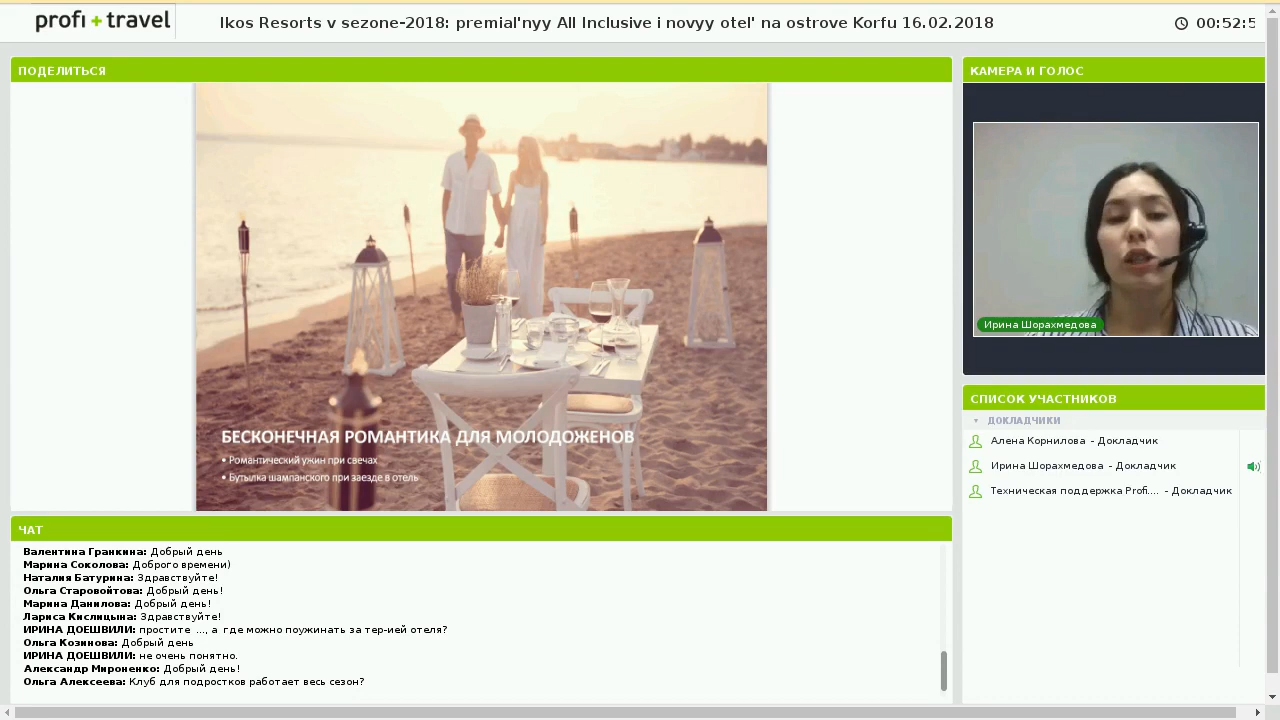 profi + travel
Ikos Resorts v sezone-2018: premial'nyy All Inclusive i novyy otel' na ostrove Korfu 16.02.2018
00:52:5
ПОДЕЛИТЬСЯ
БЕСКОНЕЧНАЯ РОМАНТИКА ДЛЯ МОЛОДОЖЕНОВ
• Романтический ужин при свечах
• Бутылка шампанского при заезде в отель
КАМЕРА И ГОЛОС
Ирина Шорахмедова
СПИСОК УЧАСТНИКОВ
ДОКЛАДЧИКИ
Алена Корнилова - Докладчик
Ирина Шорахмедова - Докладчик
Техническая поддержка Profi... - Докладчик
ЧАТ
Валентина Гранкина: Добрый день
Марина Соколова: Доброго времени)
Наталия Батурина: Здравствуйте!
Ольга Старовойтова: Добрый день!
Марина Данилова: Добрый день!
Лариса Кислицына: Здравствуйте!
ИРИНА ДОЕШВИЛИ: простите ..., а где можно поужинать за тер-ией отеля?
Ольга Козинова: Добрый день
ИРИНА ДОЕШВИЛИ: не очень понятно.
Александр Мироненко: Добрый день!
Ольга Алексеева: Клуб для подростков работает весь сезон?